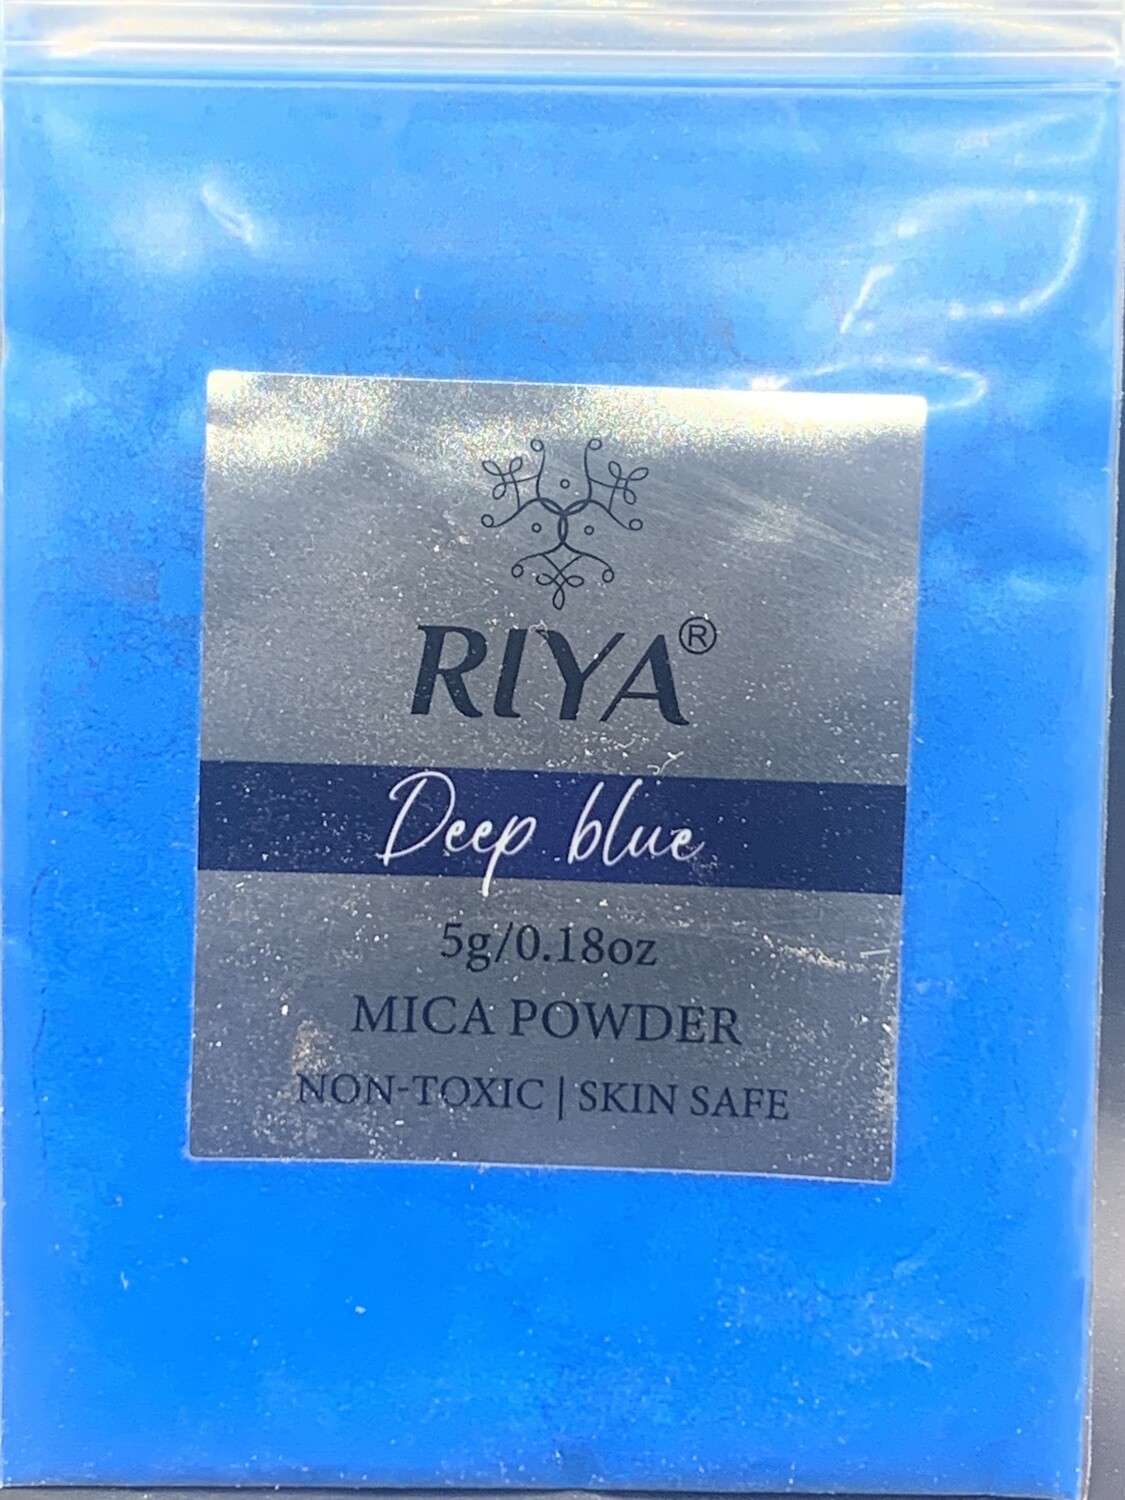 RIYA®
Deep blue
5g/0.18oz
MICA POWDER
NON-TOXIC | SKIN SAFE